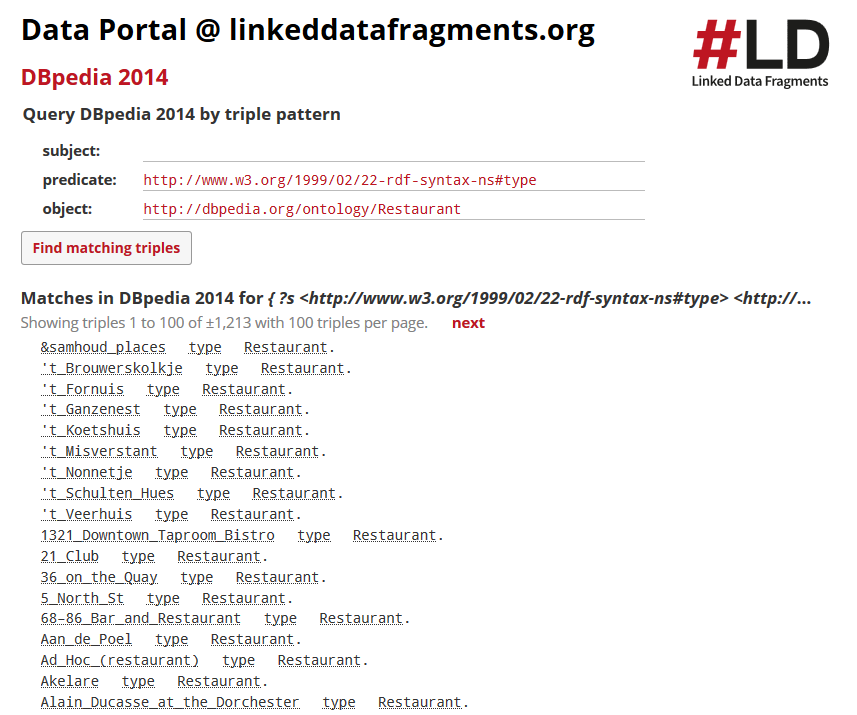 Data Portal @ linkeddatafragments.org
#LD
Linked Data Fragments
DBpedia 2014
Query DBpedia 2014 by triple pattern
subject:
predicate: http://www.w3.org/1999/02/22-rdf-syntax-ns#type
object: http://dbpedia.org/ontology/Restaurant
Find matching triples
Matches in DBpedia 2014 for { ?s <http://www.w3.org/1999/02/22-rdf-syntax-ns#type> <http://...
Showing triples 1 to 100 of ±1,213 with 100 triples per page. next
&samhoud_places type Restaurant.
't_Brouwerskolkje type Restaurant.
't_Fornuis type Restaurant.
't_Ganzenest type Restaurant.
't_Koetshuis type Restaurant.
't_Misverstant type Restaurant.
't_Nonnetje type Restaurant.
't_Schulten_Hues type Restaurant.
't_Veerhuis type Restaurant.
1321_Downtown_Taproom_Bistro type Restaurant.
21_Club type Restaurant.
36_on_the_Quay type Restaurant.
5_North_St type Restaurant.
68–86_Bar_and_Restaurant type Restaurant.
Aan_de_Poel type Restaurant.
Ad_Hoc_(restaurant) type Restaurant.
Akelare type Restaurant.
Alain_Ducasse_at_the_Dorchester type Restaurant.